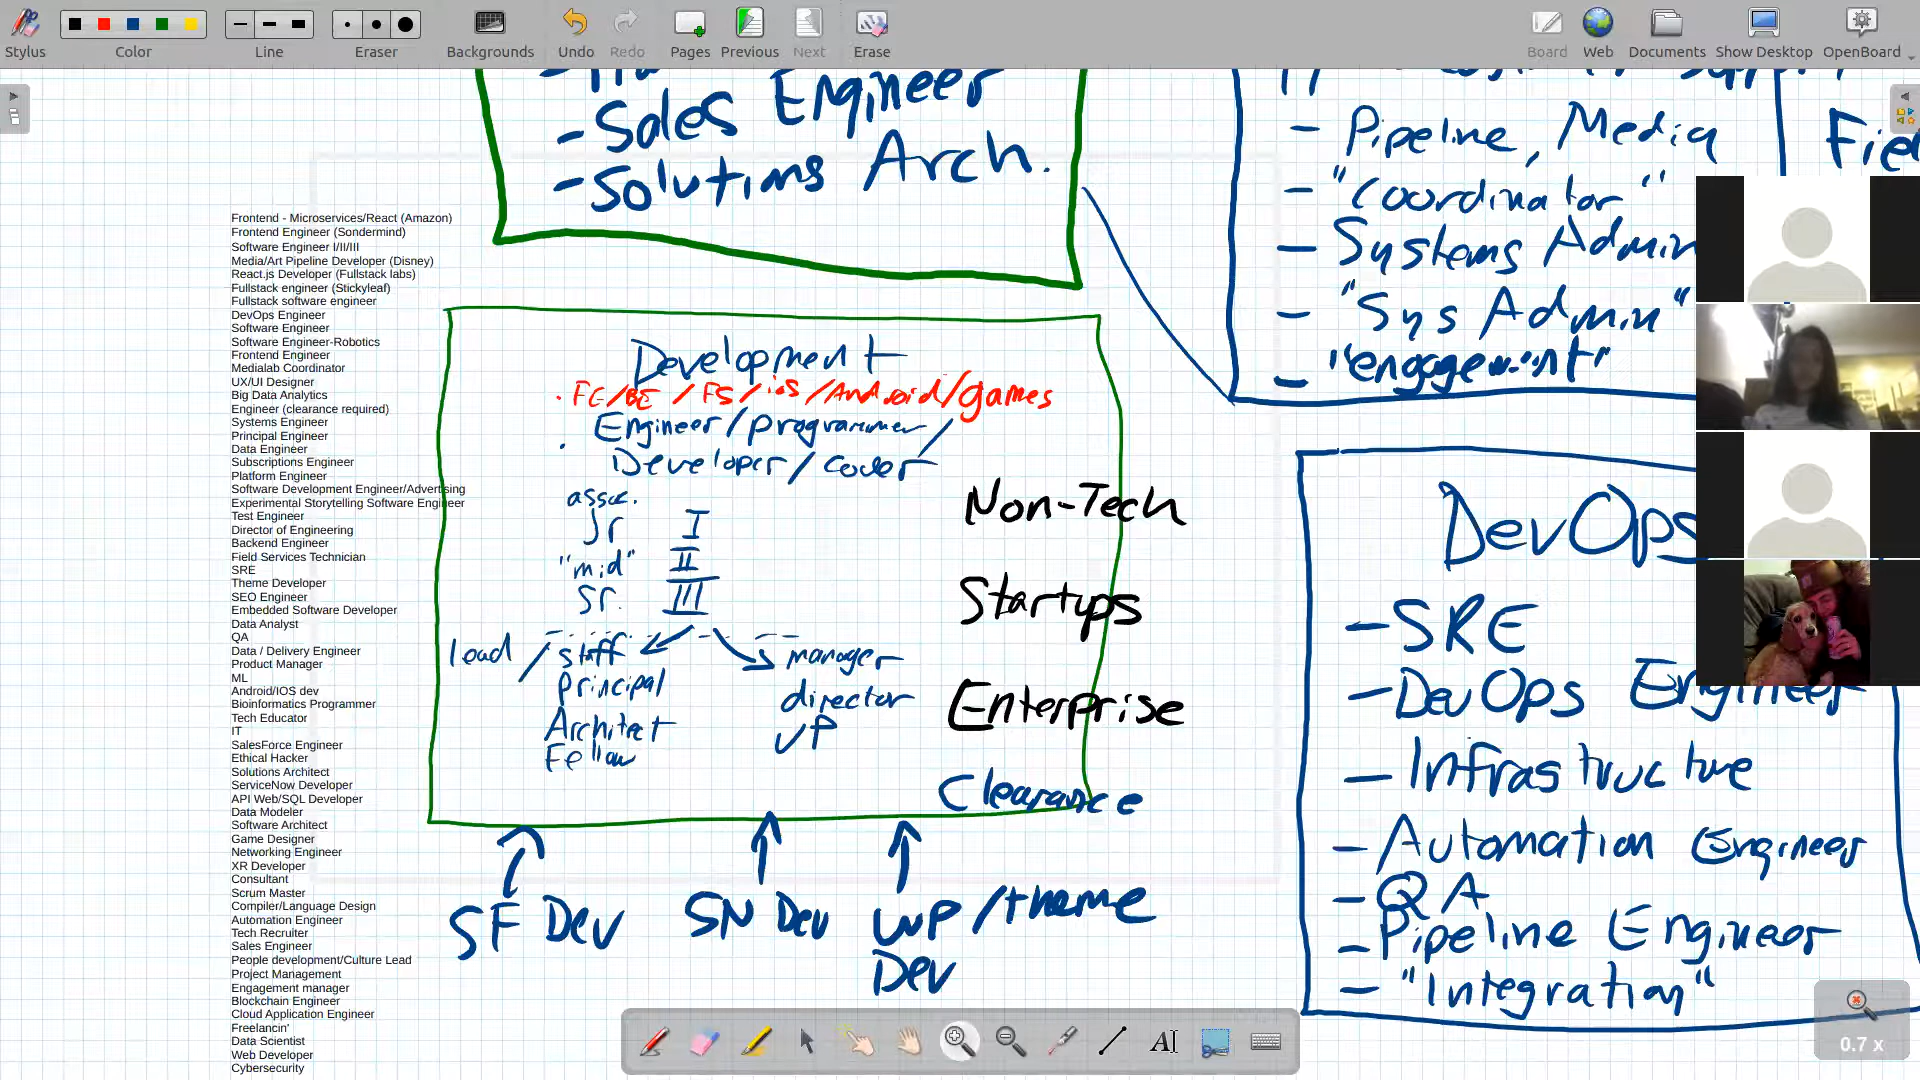 Stylus
Color
Line
Eraser
Backgrounds
Undo
Redo
Pages
Previous
Next
Erase
Board
Web
Documents
Show Desktop
OpenBoard
- Sales Engineer
- Solutions Arch.
- Pipeline, Media
- "Coordinator"
- Systems Admin
- "Sys Admin"
- "engagement"
Frontend - Microservices/React (Amazon)
Frontend Engineer (Sondermind)
Software Engineer I/II/III
Media/Art Pipeline Developer (Disney)
React.js Developer (Fullstack labs)
Fullstack engineer (Stickyleaf)
Fullstack software engineer
DevOps Engineer
Software Engineer
Software Engineer-Robotics
Frontend Engineer
Medialab Coordinator
UX/UI Designer
Big Data Analytics
Engineer (clearance required)
Systems Engineer
Principal Engineer
Data Engineer
Subscriptions Engineer
Platform Engineer
Software Development Engineer/Advertising
Experimental Storytelling Software Engineer
Test Engineer
Director of Engineering
Backend Engineer
Field Services Technician
SRE
Theme Developer
SEO Engineer
Embedded Software Developer
Data Analyst
QA
Data / Delivery Engineer
Product Manager
ML
Android/IOS dev
Bioinformatics Programmer
Tech Educator
IT
SalesForce Engineer
Ethical Hacker
Solutions Architect
ServiceNow Developer
API Web/SQL Developer
Data Modeler
Software Architect
Game Designer
Networking Engineer
XR Developer
Consultant
Scrum Master
Compiler/Language Design
Automation Engineer
Tech Recruiter
Sales Engineer
People development/Culture Lead
Project Management
Engagement manager
Blockchain Engineer
Cloud Application Engineer
Freelancin'
Data Scientist
Web Developer
Cybersecurity
Development
· FE/BE/FS/ios/Android/games
· Engineer/programmer/
Developer/coder
assoc.
Jr I
"mid" II
Sr. III
lead / staff
principal
Architect
Fellow
manager
director
VP
Non-Tech
Startups
Enterprise
Clearance
SF Dev
SN Dev
WP/theme
Dev
DevOps
- SRE
- DevOps Engineer
- Infrastructure
- Automation Engineer
- QA
- Pipeline Engineer
- "Integration"
0.7 x